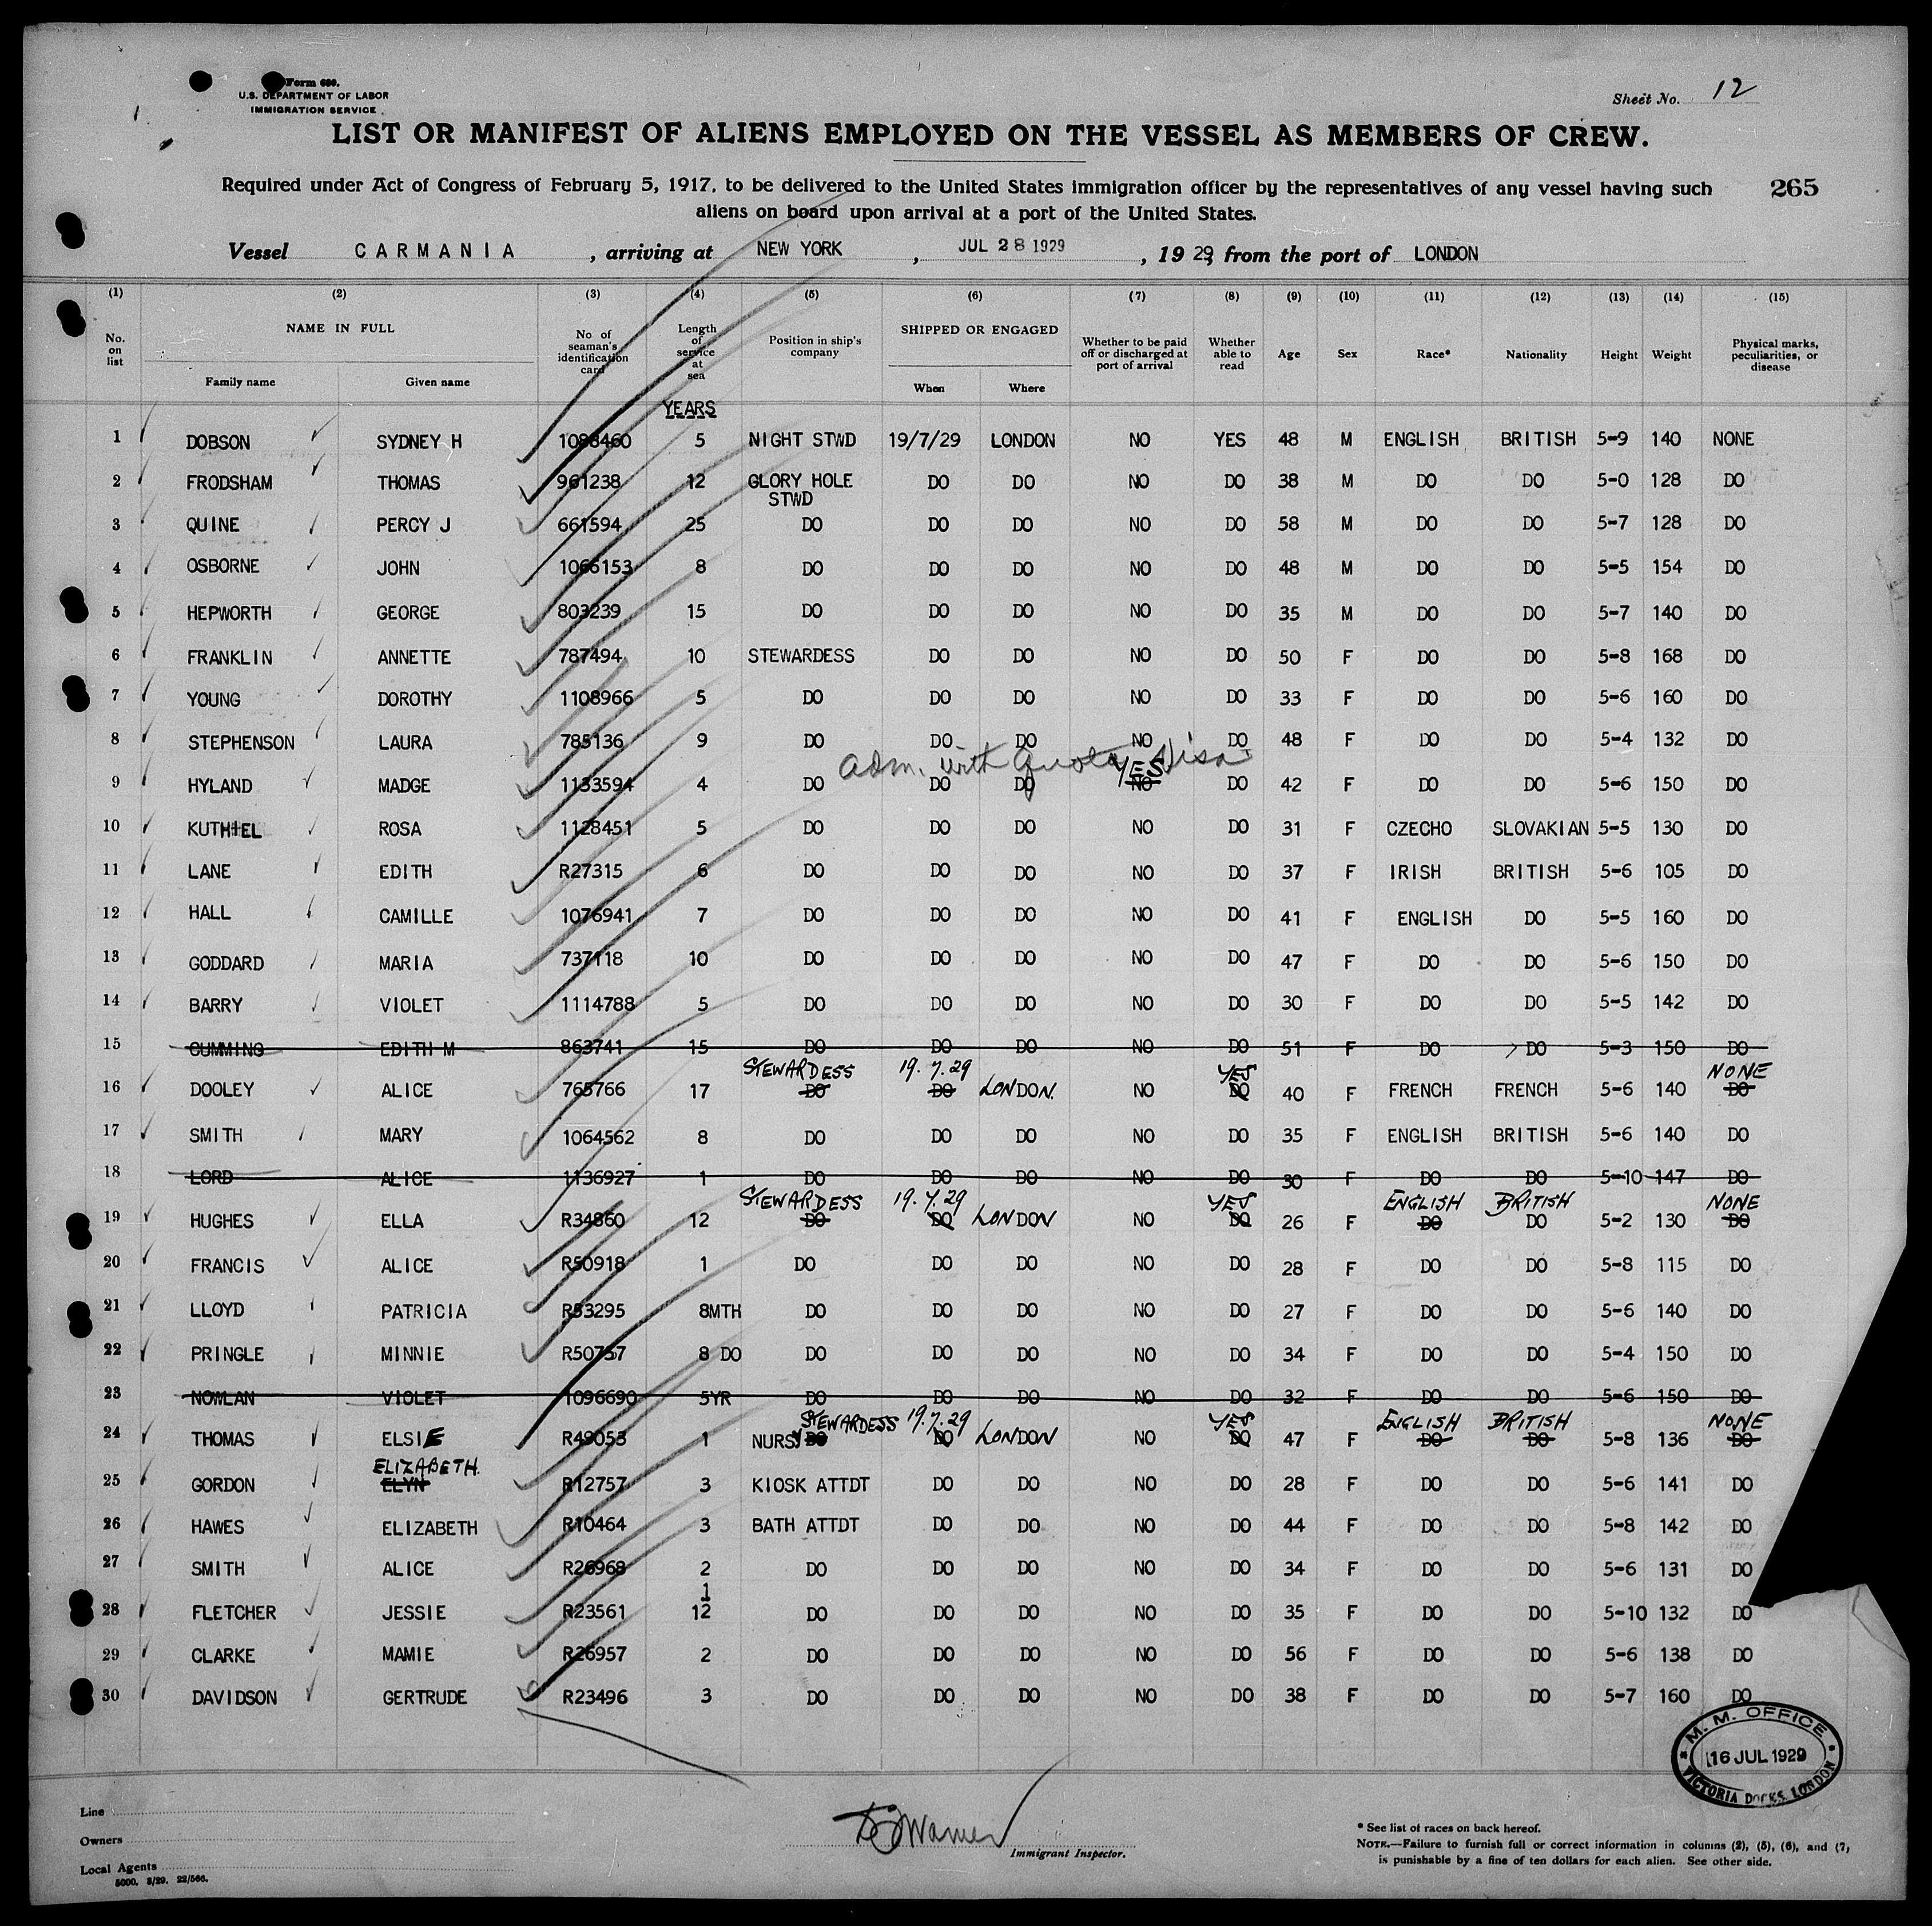 Form 680.
U.S. DEPARTMENT OF LABOR
IMMIGRATION SERVICE
Sheet No. 12
LIST OR MANIFEST OF ALIENS EMPLOYED ON THE VESSEL AS MEMBERS OF CREW.
Required under Act of Congress of February 5, 1917, to be delivered to the United States immigration officer by the representatives of any vessel having such
265
aliens on board upon arrival at a port of the United States.
Vessel CARMANIA , arriving at NEW YORK , JUL 28 1929 , 19 29, from the port of LONDON
(1) (2) (3) (4) (5) (6) (7) (8) (9) (10) (11) (12) (13) (14) (15)
No. on list NAME IN FULL Family name Given name No. of seaman's identification card Length of service at sea Position in ship's company SHIPPED OR ENGAGED When Where Whether to be paid off or discharged at port of arrival Whether able to read Age Sex Race* Nationality Height Weight Physical marks, peculiarities, or disease
YEARS
1 DOBSON SYDNEY H 1098460 5 NIGHT STWD 19/7/29 LONDON NO YES 48 M ENGLISH BRITISH 5-9 140 NONE
2 FRODSHAM THOMAS 961238 12 GLORY HOLE STWD DO DO NO DO 38 M DO DO 5-0 128 DO
3 QUINE PERCY J 661594 25 DO DO DO NO DO 58 M DO DO 5-7 128 DO
4 OSBORNE JOHN 1066153 8 DO DO DO NO DO 48 M DO DO 5-5 154 DO
5 HEPWORTH GEORGE 803239 15 DO DO DO NO DO 35 M DO DO 5-7 140 DO
6 FRANKLIN ANNETTE 787494 10 STEWARDESS DO DO NO DO 50 F DO DO 5-8 168 DO
7 YOUNG DOROTHY 1108966 5 DO DO DO NO DO 33 F DO DO 5-6 160 DO
8 STEPHENSON LAURA 785136 9 DO DO DO NO DO 48 F DO DO 5-4 132 DO
adm. with Quota Visa
YES
9 HYLAND MADGE 1133594 4 DO DO DO NO DO 42 F DO DO 5-6 150 DO
10 KUTHIEL ROSA 1128451 5 DO DO DO NO DO 31 F CZECHO SLOVAKIAN 5-5 130 DO
11 LANE EDITH R27315 6 DO DO DO NO DO 37 F IRISH BRITISH 5-6 105 DO
12 HALL CAMILLE 1076941 7 DO DO DO NO DO 41 F ENGLISH DO 5-5 160 DO
13 GODDARD MARIA 737118 10 DO DO DO NO DO 47 F DO DO 5-6 150 DO
14 BARRY VIOLET 1114788 5 DO DO DO NO DO 30 F DO DO 5-5 142 DO
15 CUMMING EDITH M 863741 15 DO DO DO NO DO 51 F DO DO 5-3 150 DO
STEWARDESS 19.7.29 YES NONE
16 DOOLEY ALICE 765766 17 DO DO LONDON. NO DO 40 F FRENCH FRENCH 5-6 140 DO
17 SMITH MARY 1064562 8 DO DO DO NO DO 35 F ENGLISH BRITISH 5-6 140 DO
18 LORD ALICE 1136927 1 DO DO DO NO DO 30 F DO DO 5-10 147 DO
STEWARDESS 19.7.29 YES ENGLISH BRITISH NONE
19 HUGHES ELLA R34860 12 DO DO LONDON NO DO 26 F DO DO 5-2 130 DO
20 FRANCIS ALICE R50918 1 DO DO DO NO DO 28 F DO DO 5-8 115 DO
21 LLOYD PATRICIA R53295 8MTH DO DO DO NO DO 27 F DO DO 5-6 140 DO
22 PRINGLE MINNIE R50757 8 DO DO DO DO NO DO 34 F DO DO 5-4 150 DO
23 NOWLAN VIOLET 1096690 5YR DO DO DO NO DO 32 F DO DO 5-6 150 DO
STEWARDESS 19.7.29 YES ENGLISH BRITISH NONE
24 THOMAS ELSIE R49053 1 NURSY DO DO LONDON NO DO 47 F DO DO 5-8 136 DO
ELIZABETH.
25 GORDON ELYN R12757 3 KIOSK ATTDT DO DO NO DO 28 F DO DO 5-6 141 DO
26 HAWES ELIZABETH R10464 3 BATH ATTDT DO DO NO DO 44 F DO DO 5-8 142 DO
27 SMITH ALICE R26968 2 DO DO DO NO DO 34 F DO DO 5-6 131 DO
28 FLETCHER JESSIE R23561 1/12 DO DO DO NO DO 35 F DO DO 5-10 132 DO
29 CLARKE MAMIE R26957 2 DO DO DO NO DO 56 F DO DO 5-6 138 DO
30 DAVIDSON GERTRUDE R23496 3 DO DO DO NO DO 38 F DO DO 5-7 160 DO
M. M. OFFICE
16 JUL 1929
VICTORIA DOCKS, LONDON
Line
Owners
Local Agents
5000. 3/29. 22/566.
Immigrant Inspector.
* See list of races on back hereof.
NOTE.—Failure to furnish full or correct information in columns (2), (5), (6), and (7),
is punishable by a fine of ten dollars for each alien. See other side.